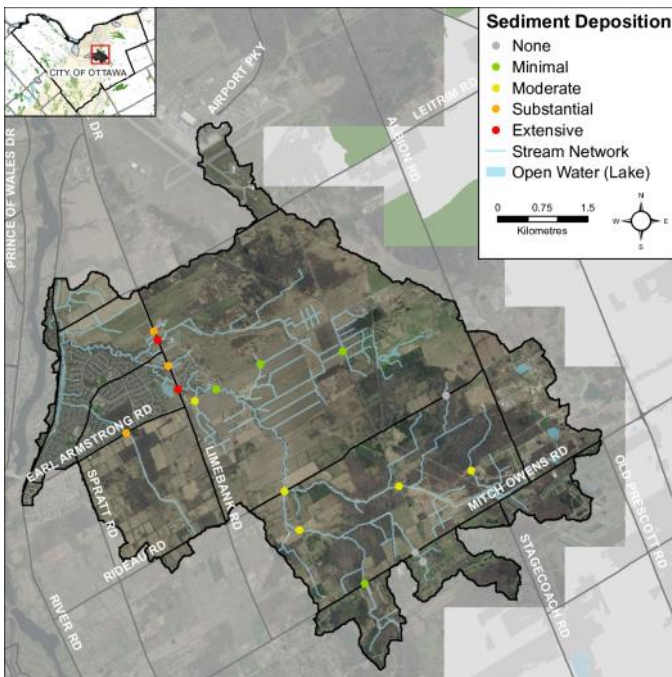 CITY OF OTTAWA
Sediment Deposition
None
Minimal
Moderate
Substantial
Extensive
Stream Network
Open Water (Lake)
0 0.75 1.5
Kilometres
N
W E
S
AIRPORT PKY
LEITRIM RD
ALBION RD
PRINCE OF WALES DR
DR
EARL ARMSTRONG RD
SPRATT RD
LIMEBANK RD
RIDEAU RD
RIVER RD
MITCH OWENS RD
STAGECOACH RD
OLD PRESCOTT RD